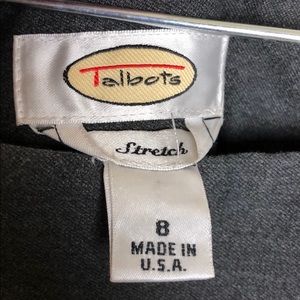 Talbots
Stretch
8
MADE IN
U.S.A.